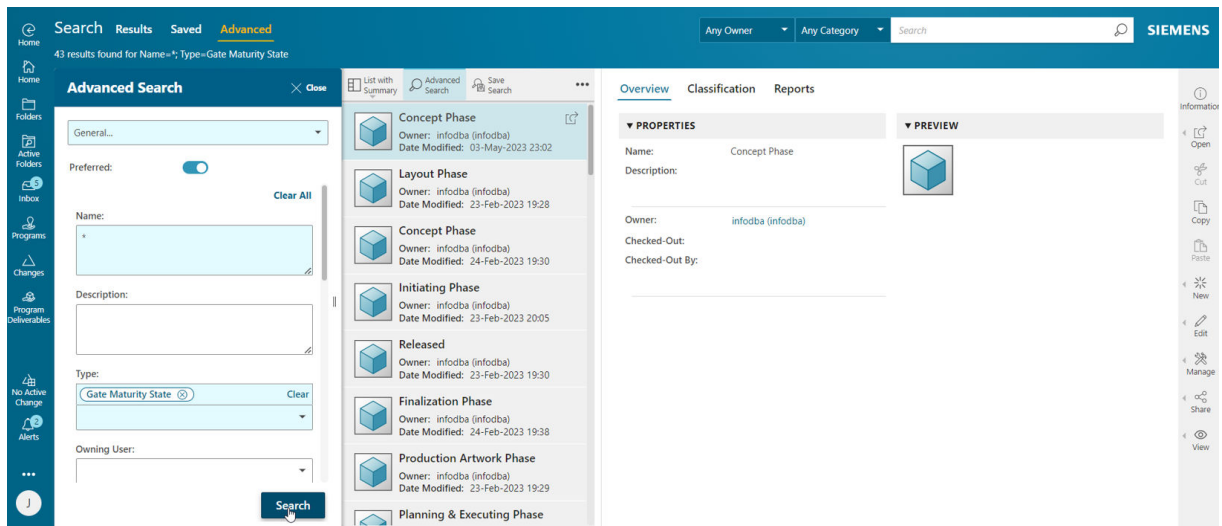 Home
Search Results Saved Advanced
43 results found for Name=*; Type=Gate Maturity State
Any Owner
Any Category
Search
SIEMENS
Home
Folders
Active
Folders
5
Inbox
Programs
Changes
Program
Deliverables
No Active
Change
2
Alerts
•••
J
Advanced Search
Close
General...
Preferred:
Clear All
Name:
*
Description:
Type:
Gate Maturity State
Clear
Owning User:
Search
List with
Summary
Advanced
Search
Save
Search
•••
Concept Phase
Owner: infodba (infodba)
Date Modified: 03-May-2023 23:02
Layout Phase
Owner: infodba (infodba)
Date Modified: 23-Feb-2023 19:28
Concept Phase
Owner: infodba (infodba)
Date Modified: 24-Feb-2023 19:30
Initiating Phase
Owner: infodba (infodba)
Date Modified: 23-Feb-2023 20:05
Released
Owner: infodba (infodba)
Date Modified: 23-Feb-2023 19:30
Finalization Phase
Owner: infodba (infodba)
Date Modified: 24-Feb-2023 19:38
Production Artwork Phase
Owner: infodba (infodba)
Date Modified: 23-Feb-2023 19:29
Planning & Executing Phase
Overview Classification Reports
PROPERTIES
Name: Concept Phase
Description:
Owner: infodba (infodba)
Checked-Out:
Checked-Out By:
PREVIEW
Information
Open
Cut
Copy
Paste
New
Edit
Manage
Share
View